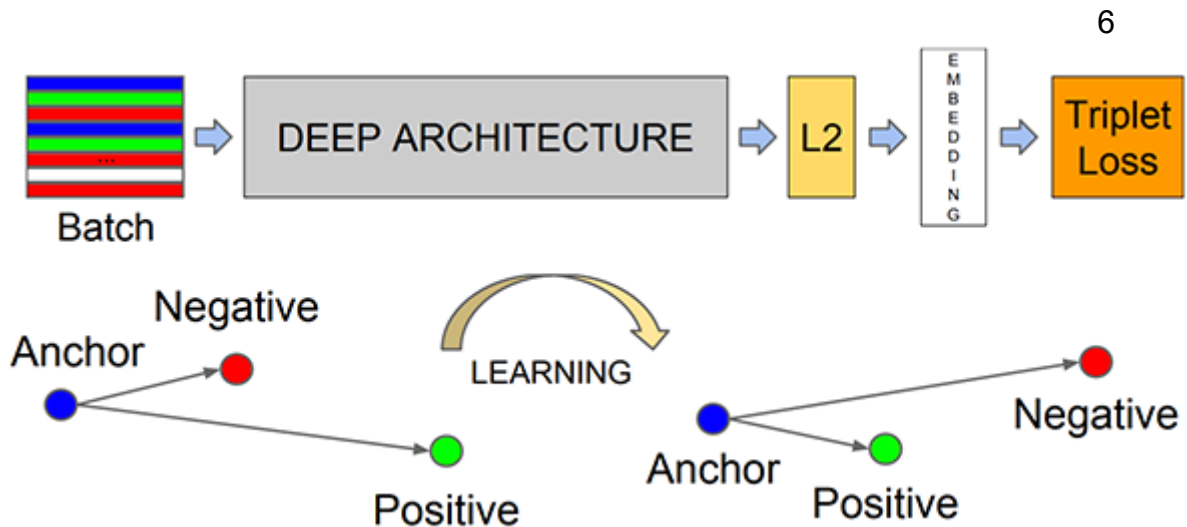 6
DEEP ARCHITECTURE
L2
EMBEDDING
Triplet
Loss
...
Batch
Negative
Anchor
LEARNING
Positive
Negative
Anchor
Positive